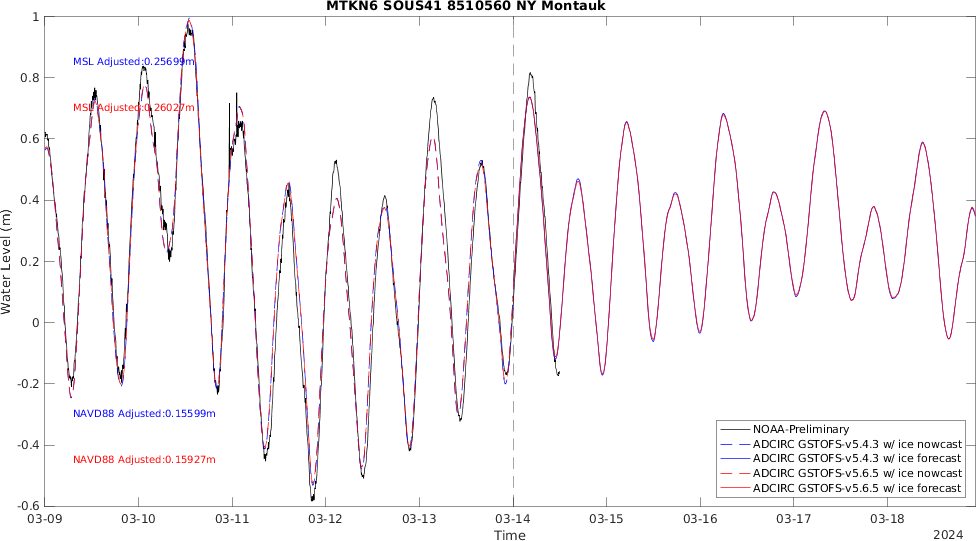 MTKN6 SOUS41 8510560 NY Montauk
1
0.8
0.6
0.4
0.2
0
-0.2
-0.4
-0.6
Water Level (m)
MSL Adjusted:0.25699m
MSL Adjusted:0.26027m
NAVD88 Adjusted:0.15599m
NAVD88 Adjusted:0.15927m
NOAA-Preliminary
ADCIRC GSTOFS-v5.4.3 w/ ice nowcast
ADCIRC GSTOFS-v5.4.3 w/ ice forecast
ADCIRC GSTOFS-v5.6.5 w/ ice nowcast
ADCIRC GSTOFS-v5.6.5 w/ ice forecast
03-09 03-10 03-11 03-12 03-13 03-14 03-15 03-16 03-17 03-18
Time
2024